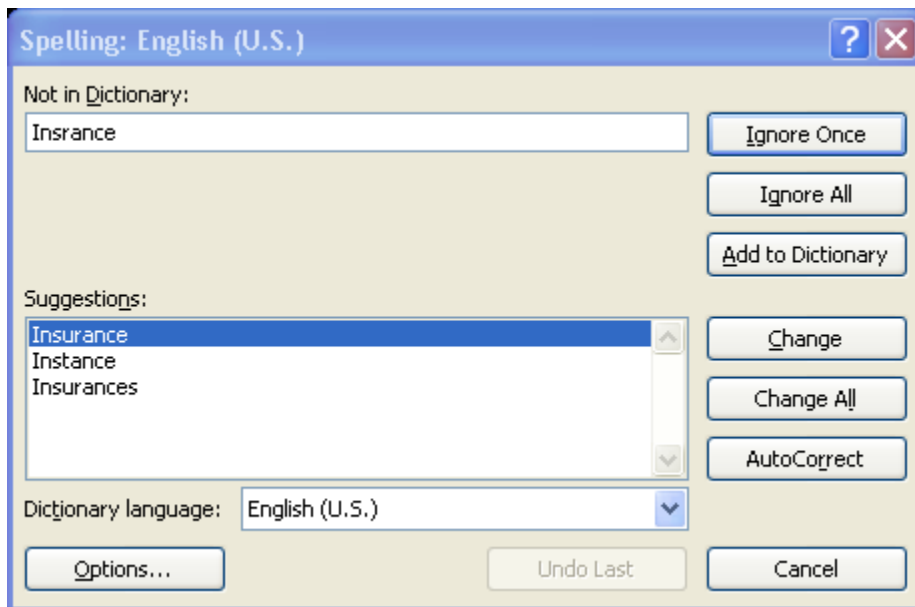 Spelling: English (U.S.)
Not in Dictionary:
Insrance
Ignore Once
Ignore All
Add to Dictionary
Suggestions:
Insurance
Instance
Insurances
Change
Change All
AutoCorrect
Dictionary language: English (U.S.)
Options... Undo Last Cancel